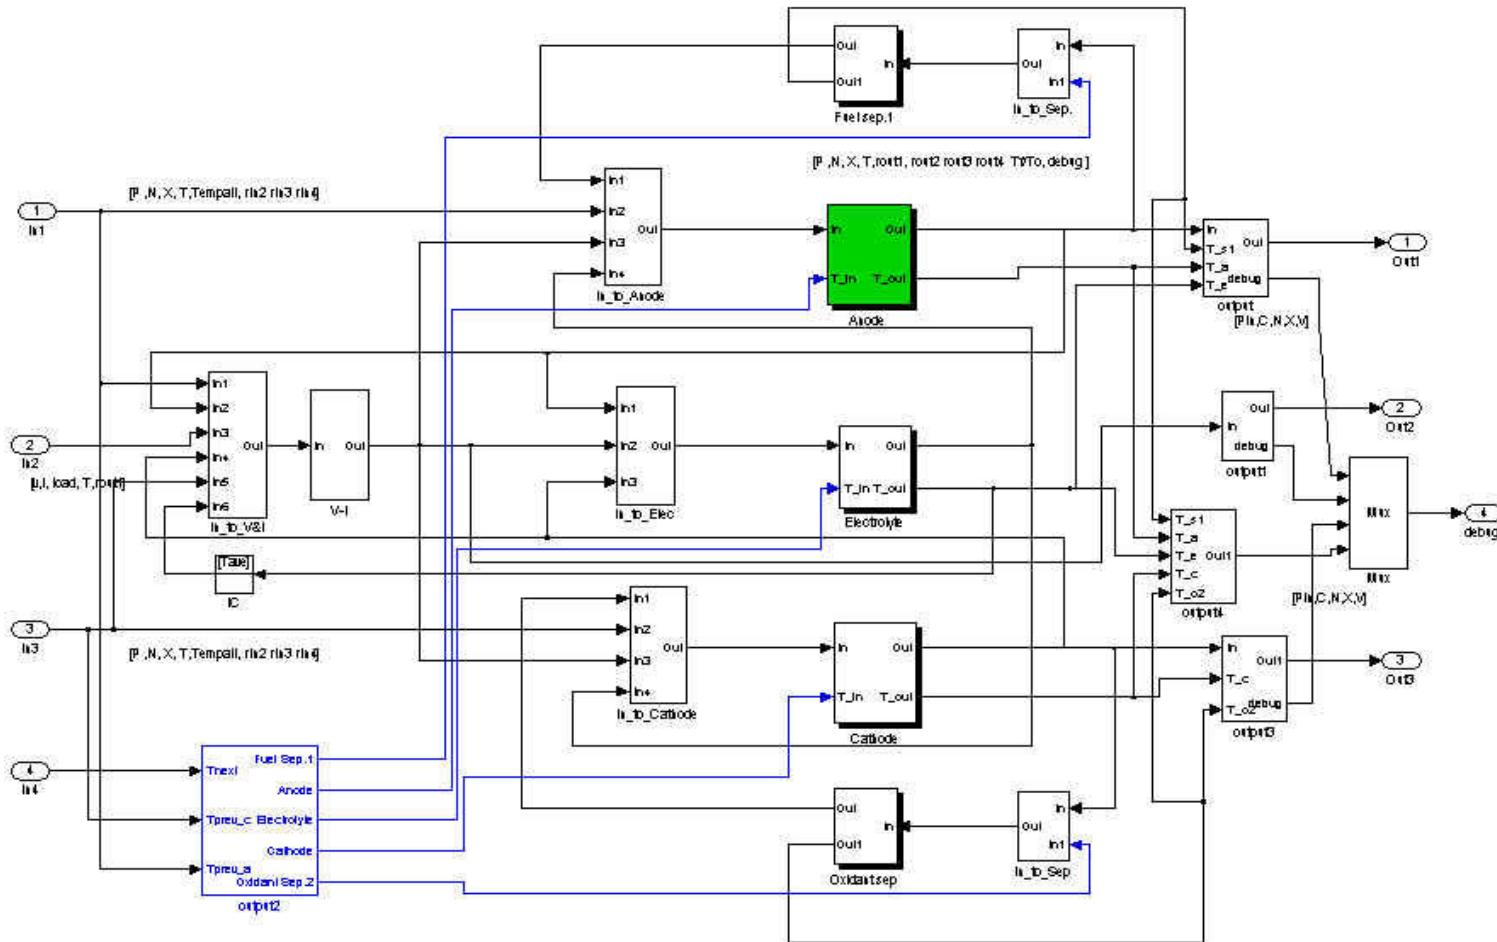 Out
In
Out1
Fuel sep.1
In
Out
In1
In_to_Sep.
[P ,N, X, T,rout1, rout2 rout3 rout4 Tf/To, debug ]
[P ,N, X, T,Tempall, rin2 rin3 rin4]
1
In1
In1
In2
Out
In3
In4
In_to_Anode
In
Out
T_in
T_out
Anode
In
Out
T_s1
T_a
debug
T_e
output
1
Out1
[Pin,C,N,X,V]
In1
In2
In3
Out
In4
In5
In6
In_to_V&I
2
In2
[u,I, load, T,rout1]
In
Out
V-I
In1
In2
Out
In3
In_to_Elec
In
Out
T_in
T_out
Electrolyte
Out
In
debug
output1
2
Out2
T_s1
T_a
T_e
Out1
T_c
T_o2
output4
Mux
Mux
4
debug
[Pin,C,N,X,V]
IC
3
In3
[P ,N, X, T,Tempall, rin2 rin3 rin4]
In1
In2
Out
In3
In4
In_to_Cathode
In
Out
T_in
T_out
Cathode
In
Out1
T_c
debug
T_o2
output3
3
Out3
4
In4
Fuel Sep.1
Tnext
Anode
Tprev_c
Electrolyte
Cathode
Tprev_a
Oxidant Sep.2
output2
Out
In
Out1
Oxidant sep
In
Out
In1
In_to_Sep